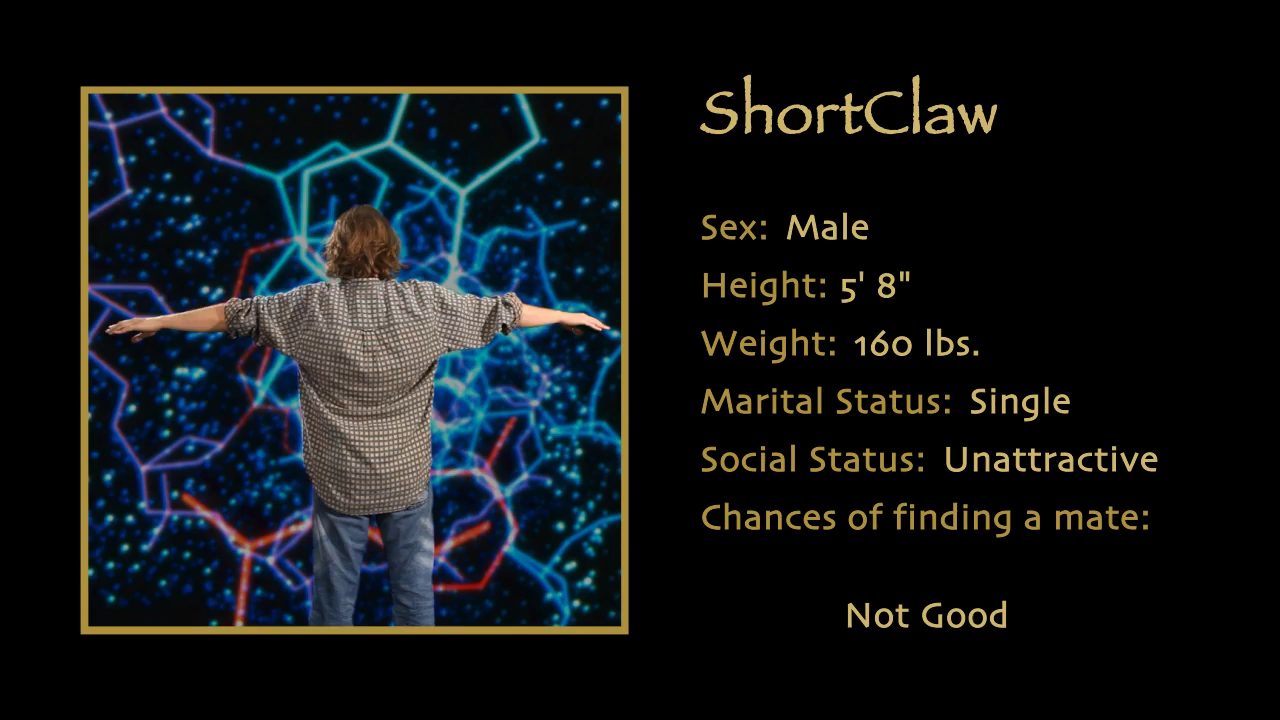 ShortClaw
Sex: Male
Height: 5' 8"
Weight: 160 lbs.
Marital Status: Single
Social Status: Unattractive
Chances of finding a mate:
Not Good